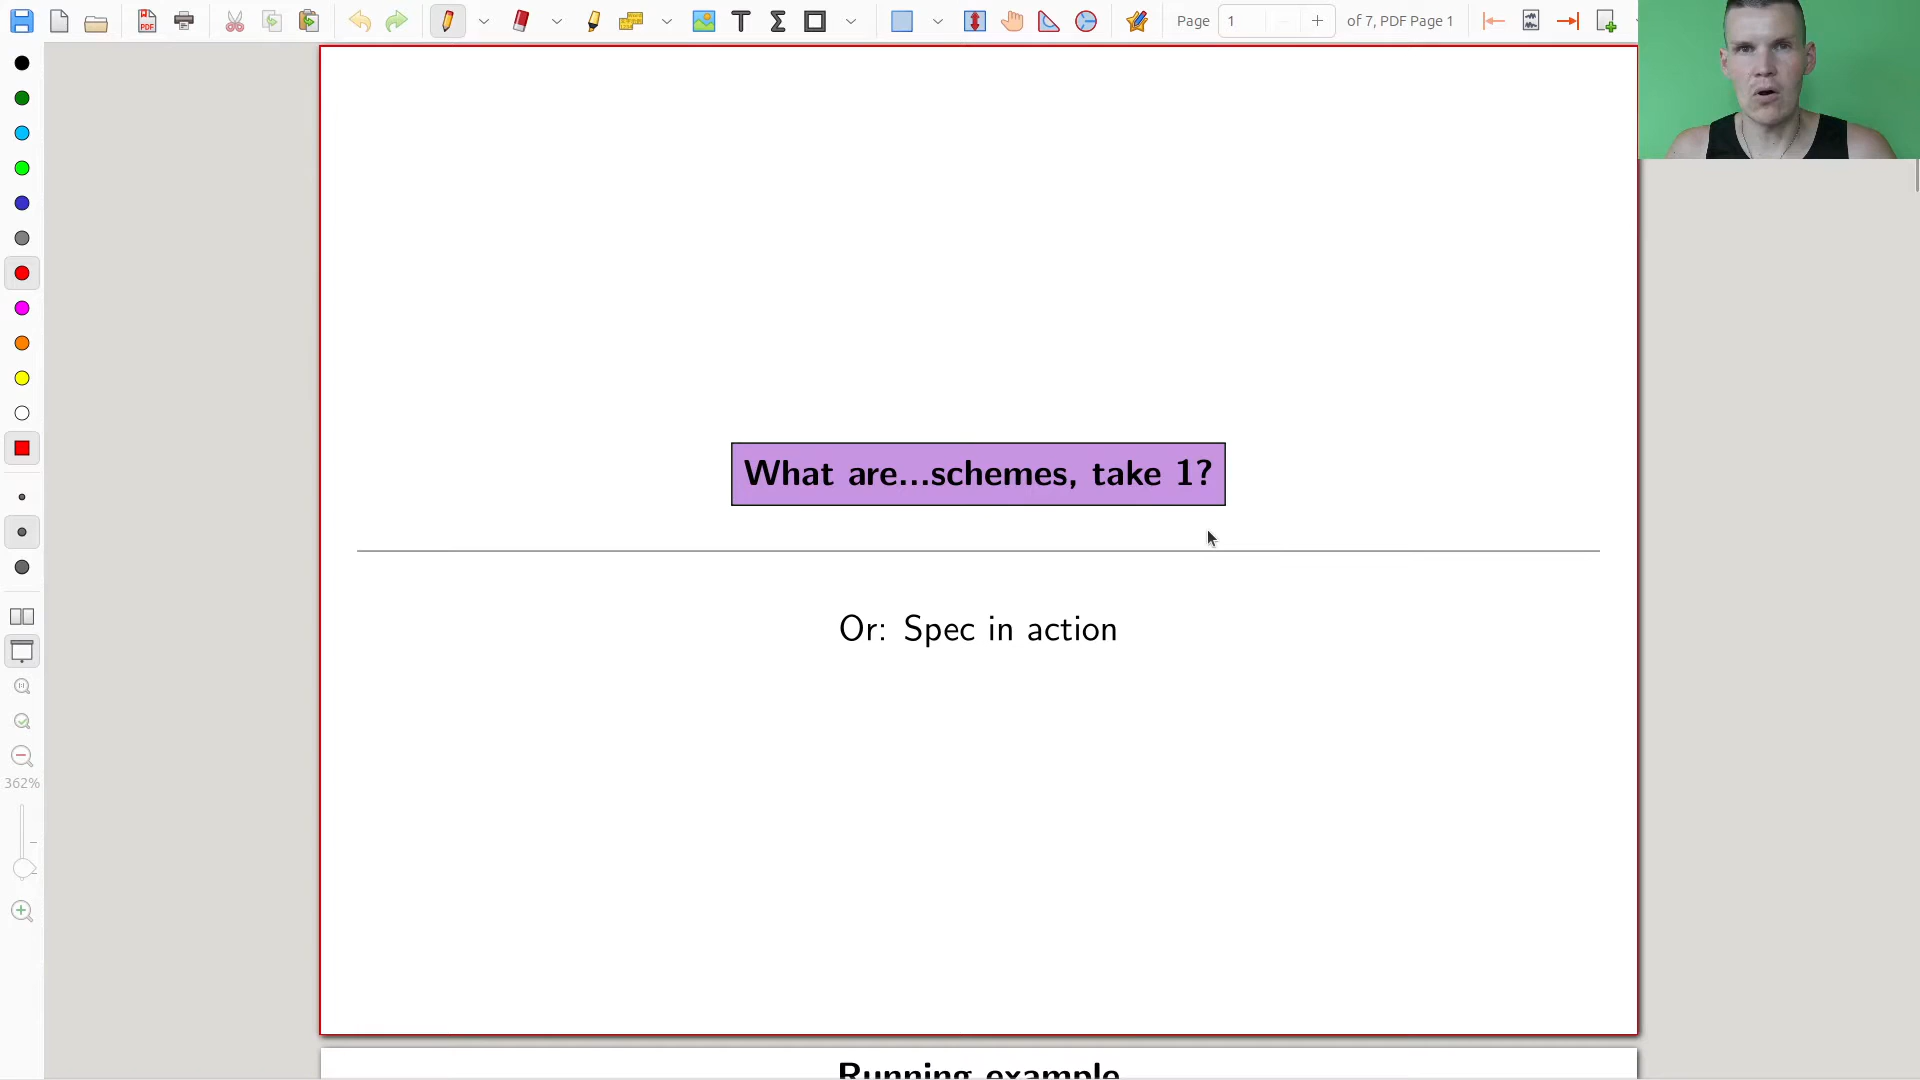 Page 1 of 7, PDF Page 1
What are...schemes, take 1?
Or: Spec in action
362%
Running example